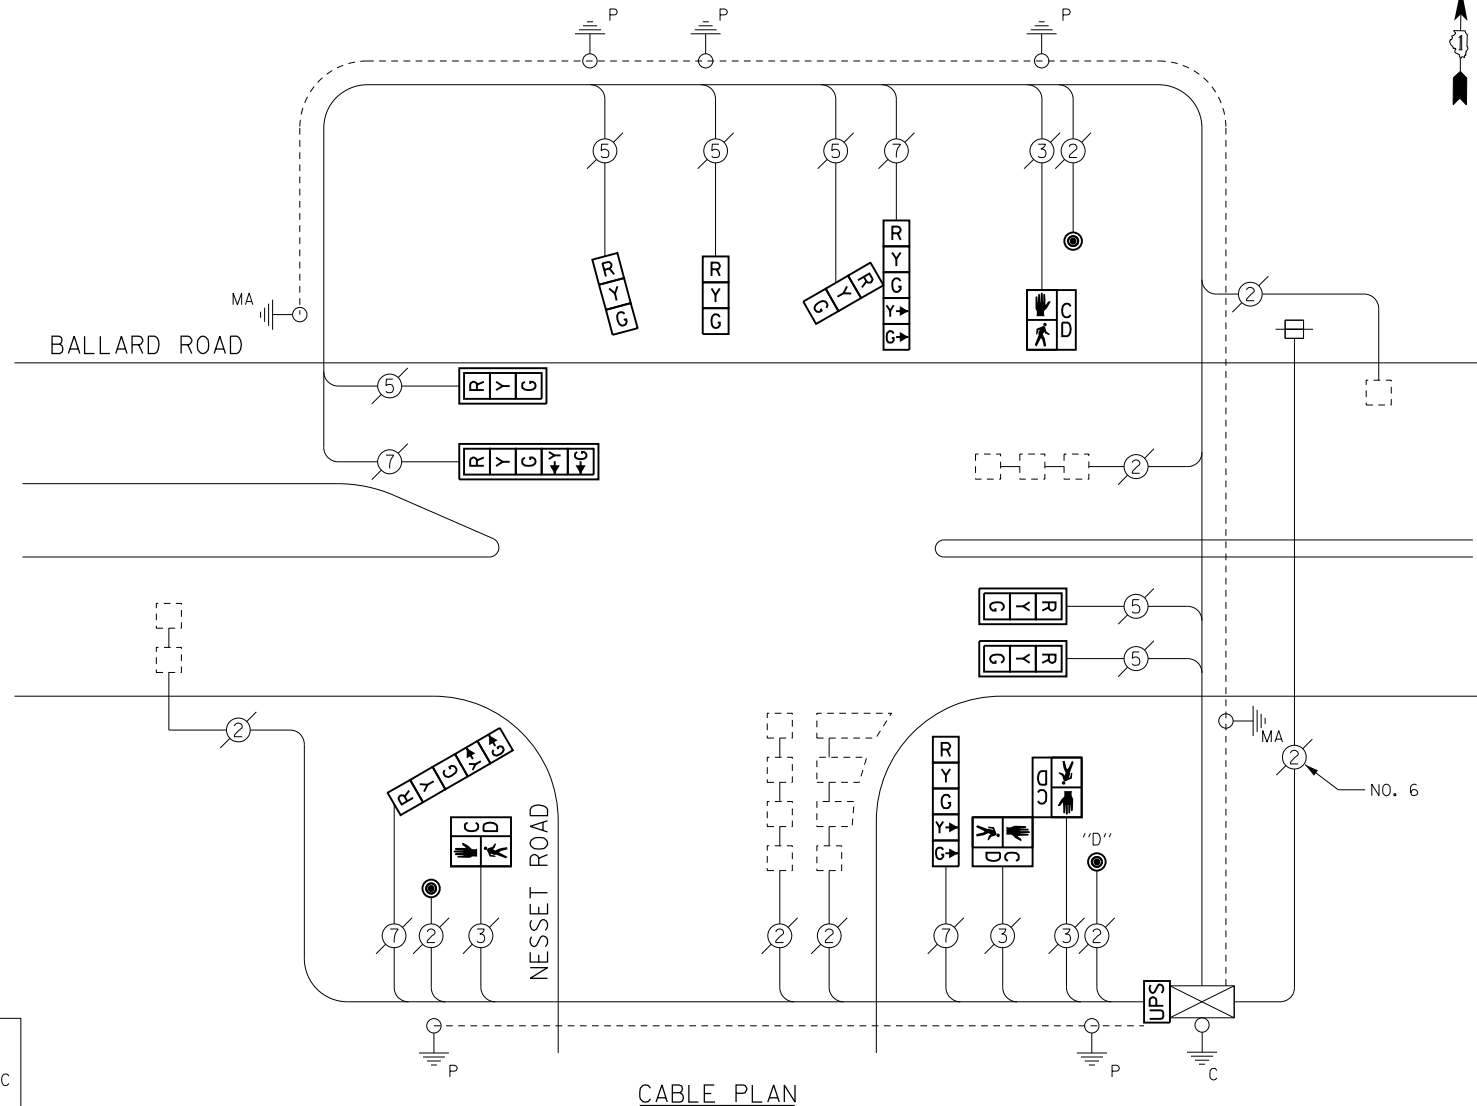 P P P
1
5 5 5 7 3 2
R Y G
R Y G
R Y G
R Y G Y G
C D
MA
2
BALLARD ROAD
5 R Y G
7 R Y G Y G
2
R Y G 5
R Y G 5
2
MA
2
NO. 6
R Y G Y G
C D
NESSET ROAD
R Y G Y G
C D
C D
"D"
7 2 3 2 2 7 3 3 2
UPS
P P C
C
CABLE PLAN